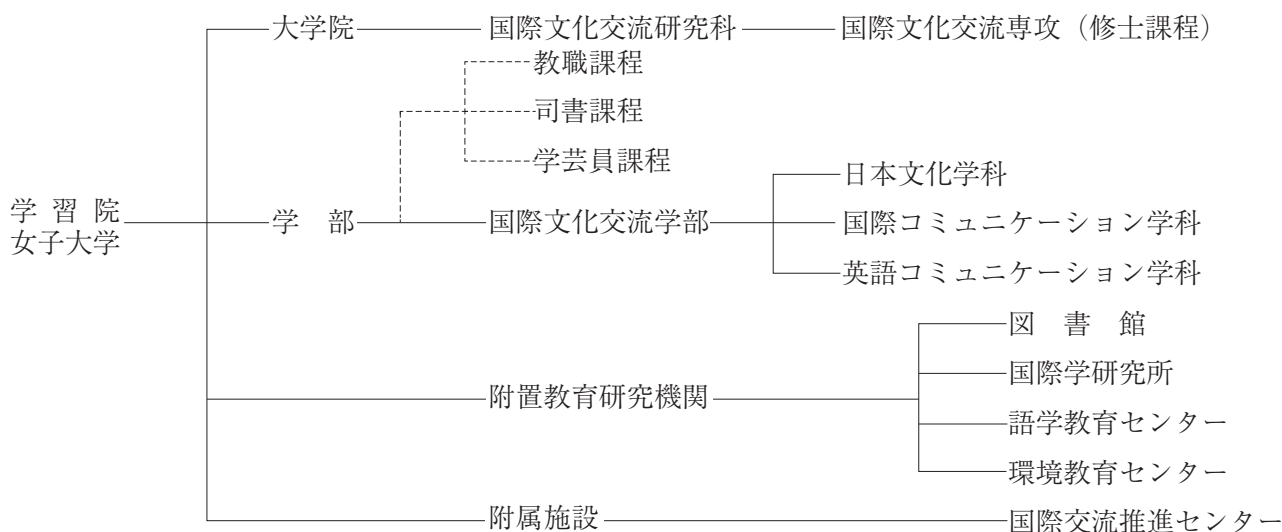 大学院
国際文化交流研究科
国際文化交流専攻（修士課程）
教職課程
司書課程
学芸員課程
学習院
女子大学
学　部
国際文化交流学部
日本文化学科
国際コミュニケーション学科
英語コミュニケーション学科
附置教育研究機関
図　書　館
国際学研究所
語学教育センター
環境教育センター
附属施設
国際交流推進センター